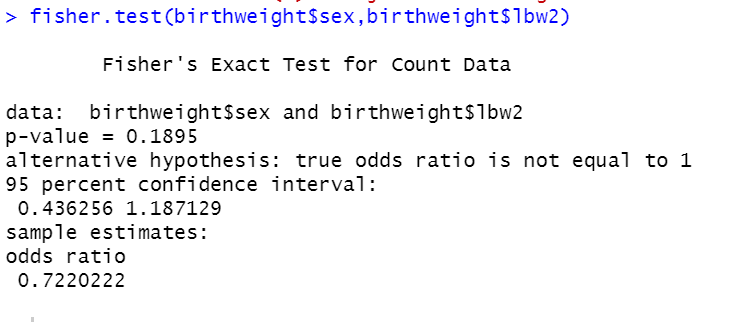 > fisher.test(birthweight$sex,birthweight$lbw2)
Fisher's Exact Test for Count Data
data:  birthweight$sex and birthweight$lbw2
p-value = 0.1895
alternative hypothesis: true odds ratio is not equal to 1
95 percent confidence interval:
0.436256 1.187129
sample estimates:
odds ratio
0.7220222